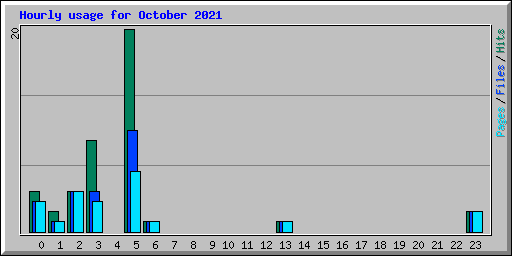 Hourly usage for October 2021
20
Pages/Files/Hits
0 1 2 3 4 5 6 7 8 9 10 11 12 13 14 15 16 17 18 19 20 21 22 23